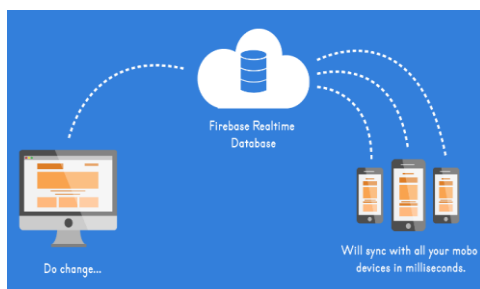 Firebase Realtime
Database
Do change...
Will sync with all your mobo
devices in milliseconds.